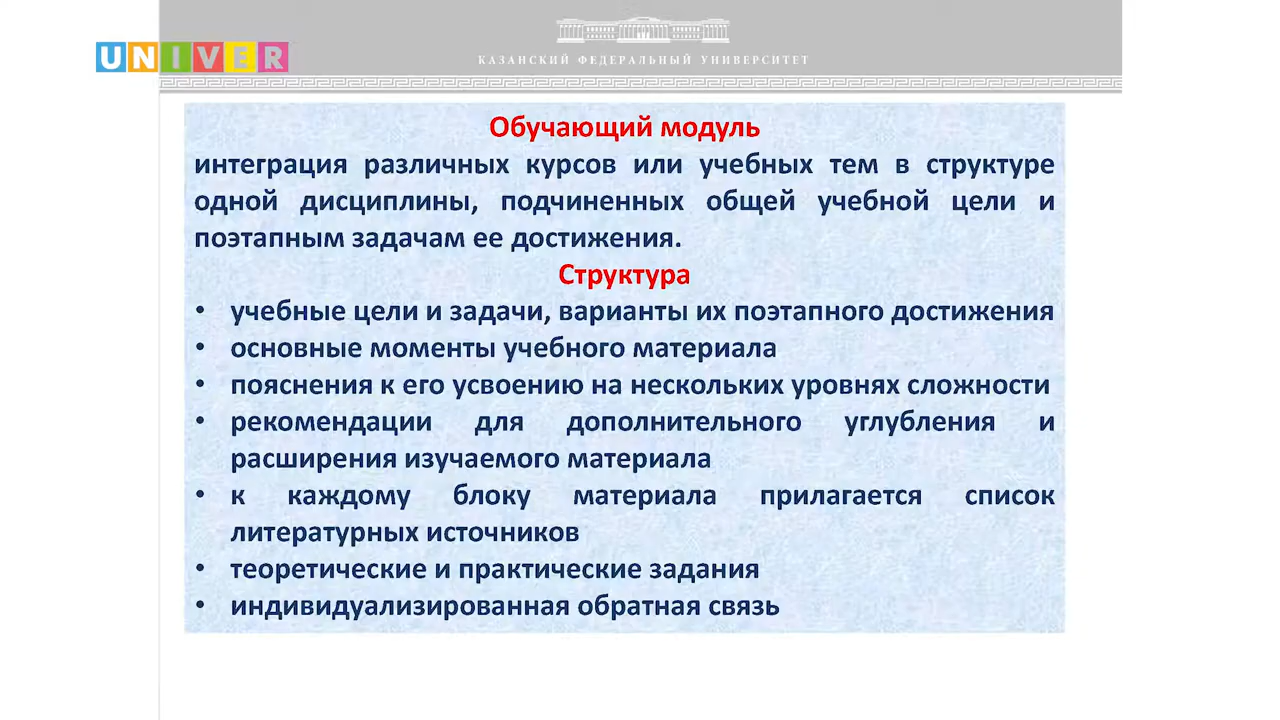 UNIVER
КАЗАНСКИЙ ФЕДЕРАЛЬНЫЙ УНИВЕРСИТЕТ
Обучающий модуль
интеграция различных курсов или учебных тем в структуре
одной дисциплины, подчиненных общей учебной цели и
поэтапным задачам ее достижения.
Структура
• учебные цели и задачи, варианты их поэтапного достижения
• основные моменты учебного материала
• пояснения к его усвоению на нескольких уровнях сложности
• рекомендации для дополнительного углубления и
расширения изучаемого материала
• к каждому блоку материала прилагается список
литературных источников
• теоретические и практические задания
• индивидуализированная обратная связь